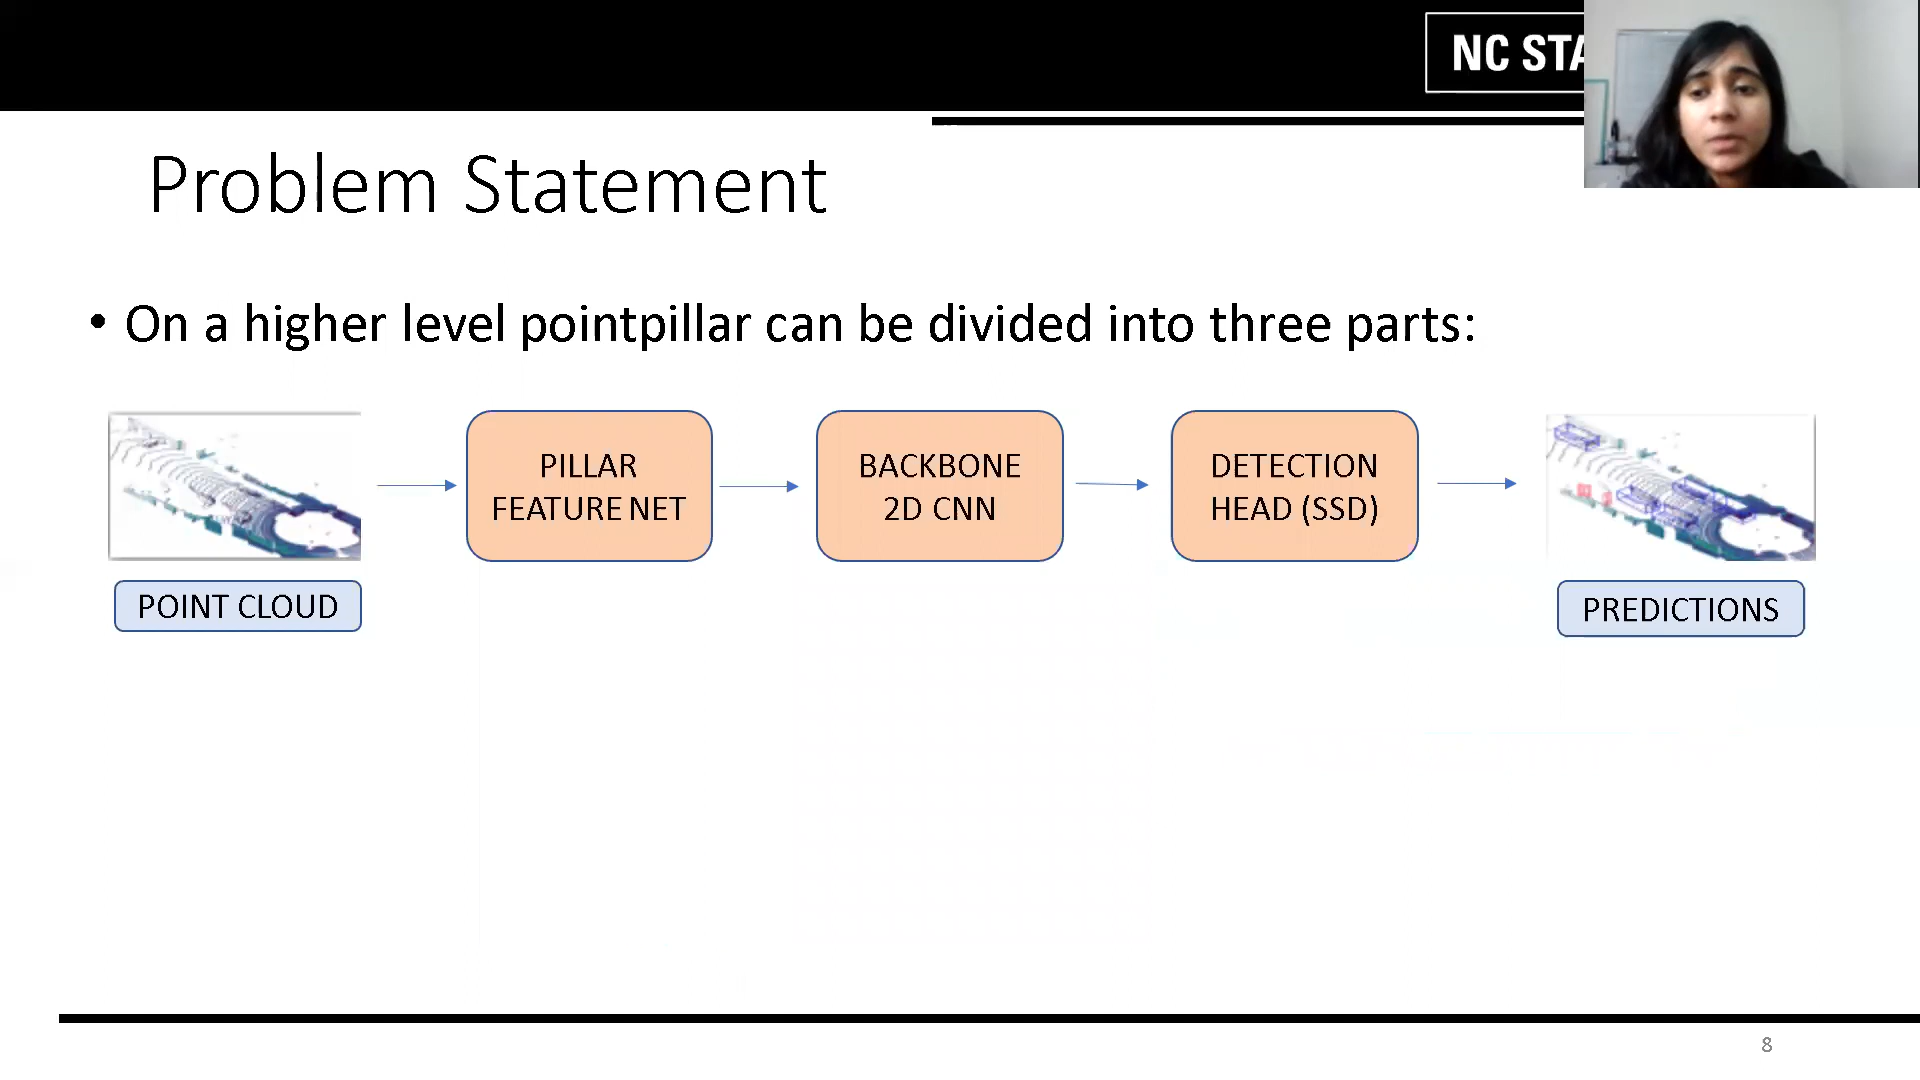 NC STA
Problem Statement
• On a higher level pointpillar can be divided into three parts:
PILLAR
FEATURE NET
BACKBONE
2D CNN
DETECTION
HEAD (SSD)
POINT CLOUD
PREDICTIONS
8